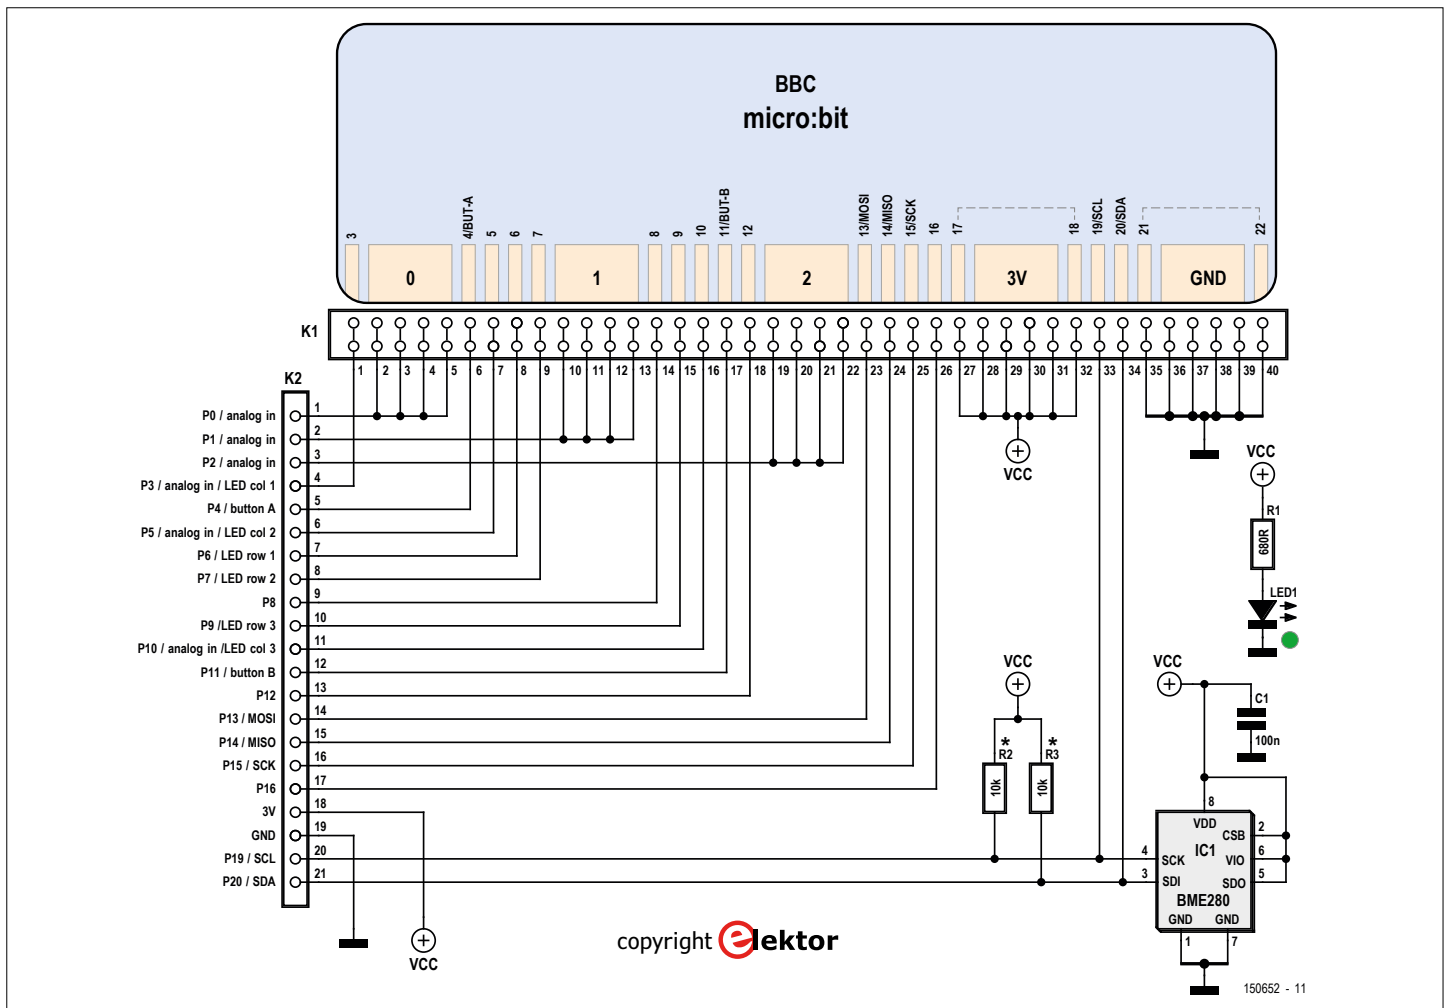 BBC
micro:bit
3
4/BUT-A
5
6
7
8
9
10
11/BUT-B
12
13/MOSI
14/MISO
15/SCK
16
17
18
19/SCL
20/SDA
21
22
0
1
2
3V
GND
K1
1 2 3 4 5 6 7 8 9 10 11 12 13 14 15 16 17 18 19 20 21 22 23 24 25 26 27 28 29 30 31 32 33 34 35 36 37 38 39 40
K2
P0 / analog in 1
P1 / analog in 2
P2 / analog in 3
P3 / analog in / LED col 1 4
P4 / button A 5
P5 / analog in / LED col 2 6
P6 / LED row 1 7
P7 / LED row 2 8
P8 9
P9 /LED row 3 10
P10 / analog in /LED col 3 11
P11 / button B 12
P12 13
P13 / MOSI 14
P14 / MISO 15
P15 / SCK 16
P16 17
3V 18
GND 19
P19 / SCL 20
P20 / SDA 21
VCC
VCC
VCC
R1
680R
LED1
VCC
* R2
10k
* R3
10k
VCC
C1
100n
8
VDD
CSB 2
IC1
4 SCK
VIO 6
3 SDI
SDO 5
BME280
GND GND
1 7
copyright elektor
150652 - 11